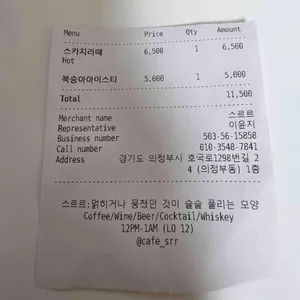 Menu Price Qty Amount
스카치라떼 6,500 1 6,500
Hot
복숭아아이스티 5,000 1 5,000
Total 11,500
Merchant name 스르르
Representative 이윤지
Business number 503-56-15858
Call number 010-3548-7841
Address 경기도 의정부시 호국로1298번길 2
4 (의정부동) 1층
스르르:얽히거나 뭉쳤던 것이 슬슬 풀리는 모양
Coffee/Wine/Beer/Cocktail/Whiskey
12PM-1AM (LO 12)
@cafe_srr